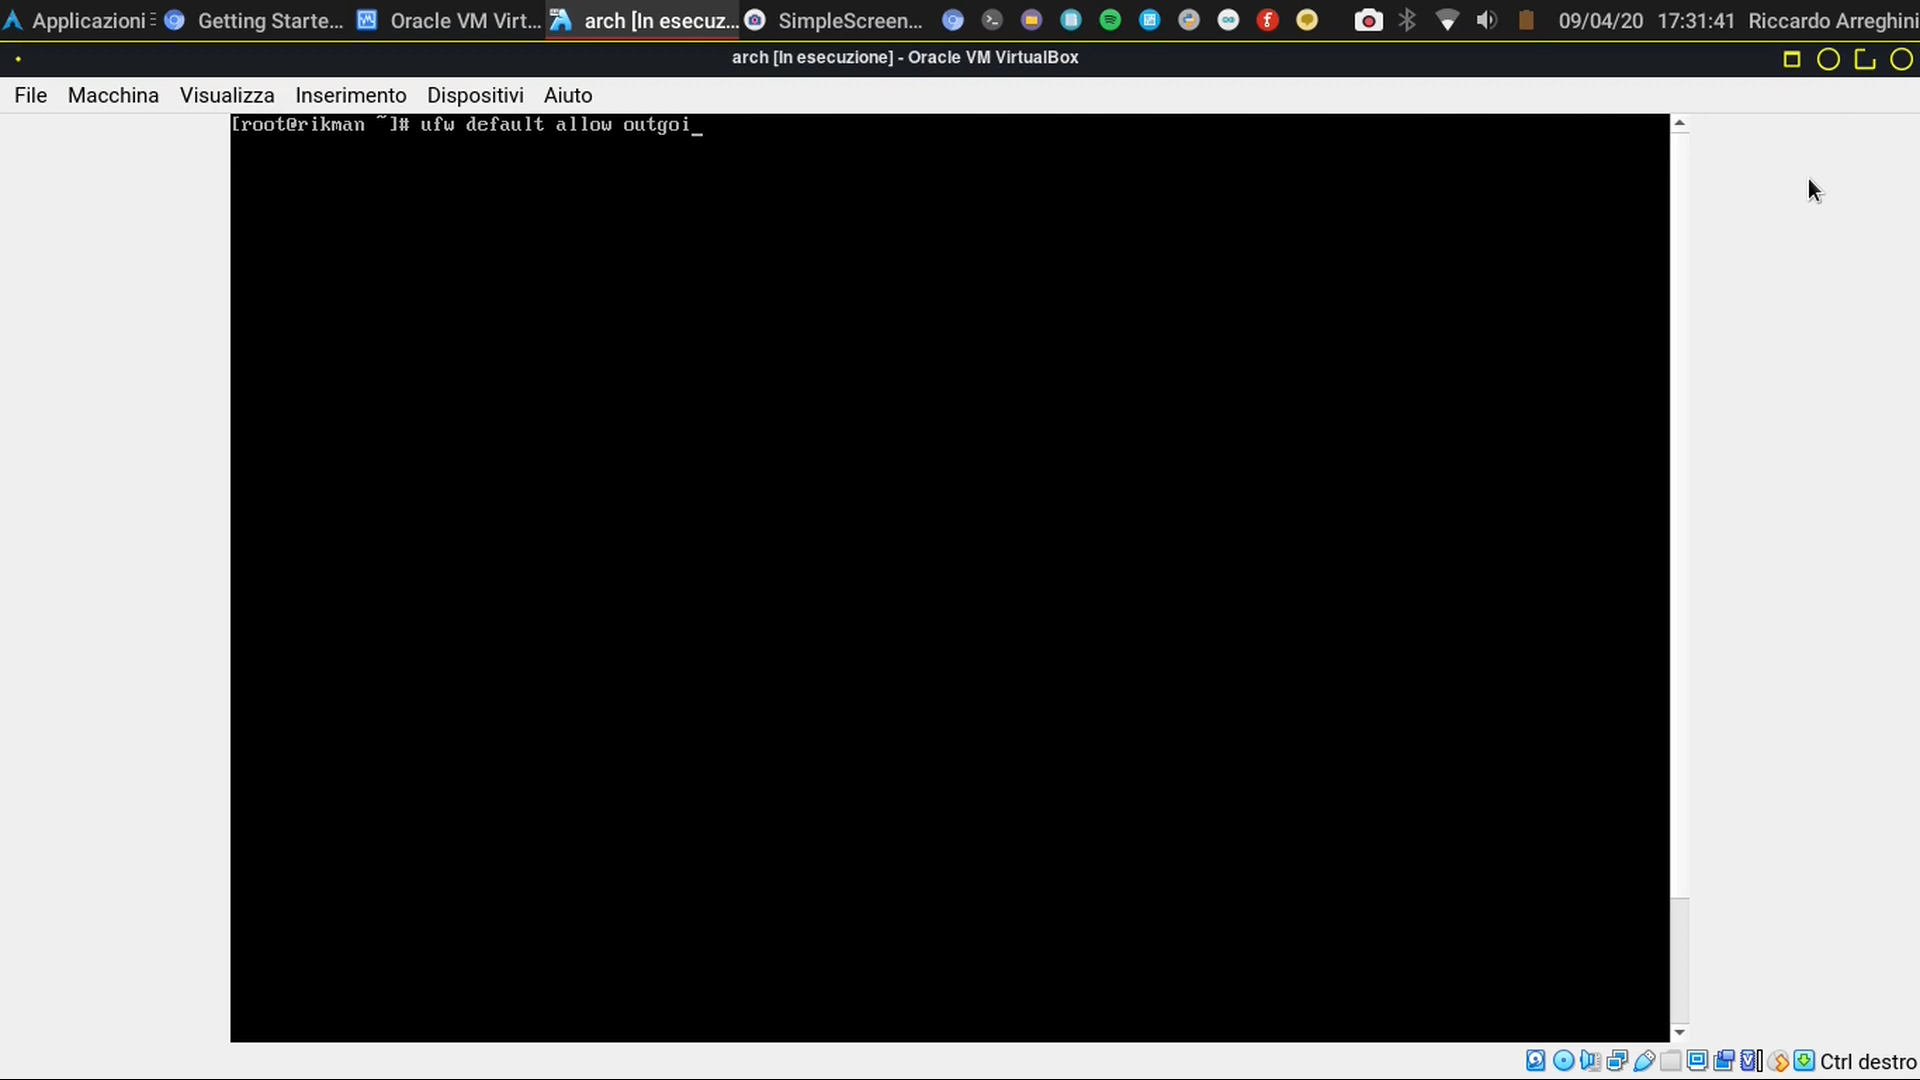 Applicazioni Getting Starte... Oracle VM Virt... arch [In esecuz... SimpleScreen... 09/04/20 17:31:41 Riccardo Arreghini
arch [In esecuzione] - Oracle VM VirtualBox
File Macchina Visualizza Inserimento Dispositivi Aiuto
[root@rikman ~]# ufw default allow outgoi_
Ctrl destro